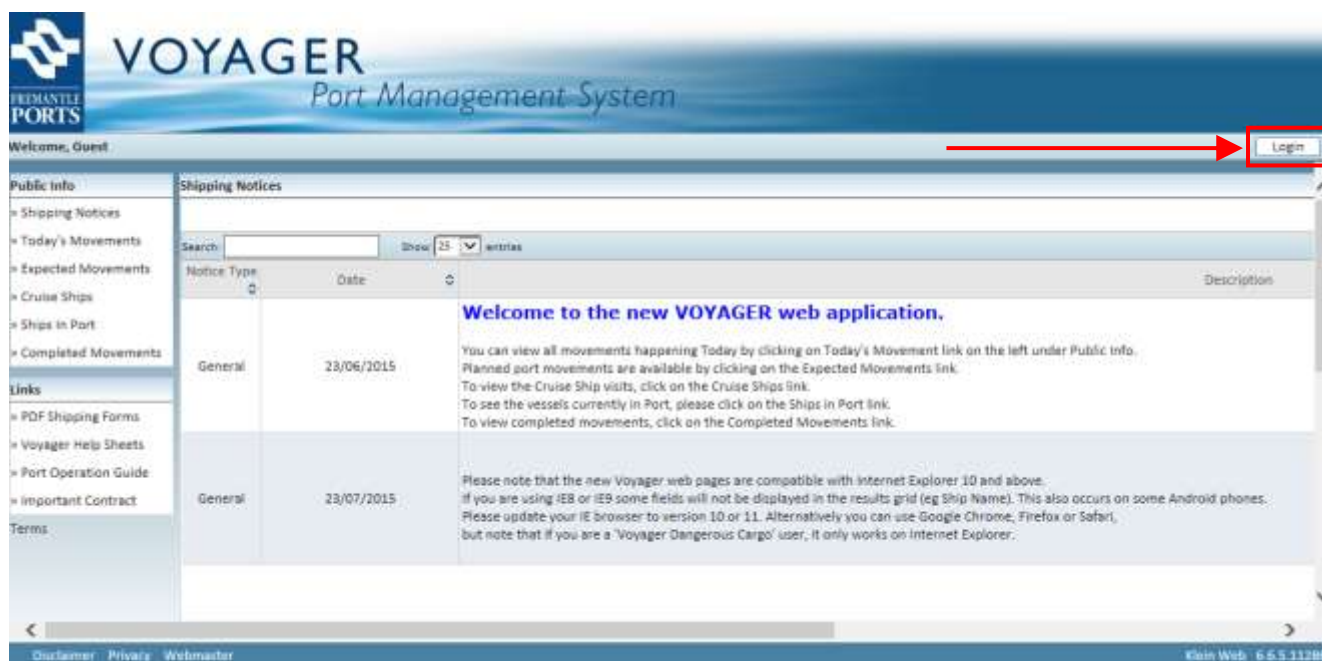 VOYAGER
Port Management System
FREMANTLE
PORTS
Welcome, Guest
Login
Public Info
» Shipping Notices
» Today's Movements
» Expected Movements
» Cruise Ships
» Ships in Port
» Completed Movements
Links
» PDF Shipping Forms
» Voyager Help Sheets
» Port Operation Guide
» Important Contract
Terms
Shipping Notices
Search Show 25 entries
Notice Type Date Description
General 23/06/2015
Welcome to the new VOYAGER web application.
You can view all movements happening Today by clicking on Today's Movement link on the left under Public Info.
Planned port movements are available by clicking on the Expected Movements link.
To view the Cruise Ship visits, click on the Cruise Ships link.
To see the vessels currently in Port, please click on the Ships in Port link.
To view completed movements, click on the Completed Movements link.
General 23/07/2015
Please note that the new Voyager web pages are compatible with Internet Explorer 10 and above.
If you are using IE8 or IE9 some fields will not be displayed in the results grid (eg Ship Name). This also occurs on some Android phones.
Please update your IE browser to version 10 or 11. Alternatively you can use Google Chrome, Firefox or Safari,
but note that if you are a 'Voyager Dangerous Cargo' user, it only works on Internet Explorer.
Disclaimer Privacy Webmaster
Klein Web 6.6.5.1128